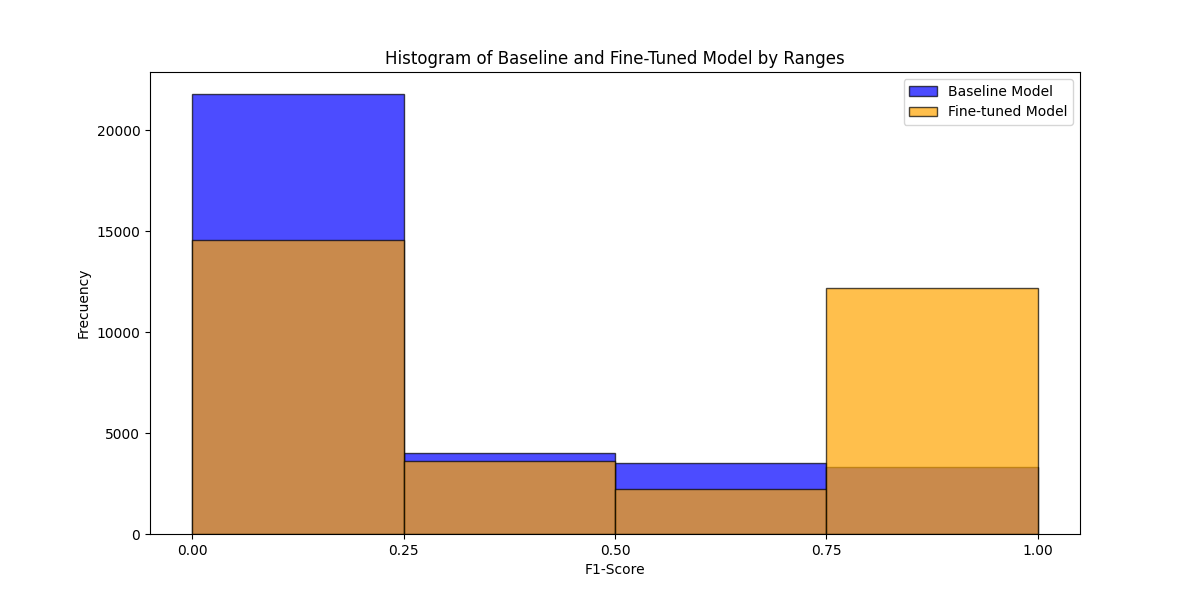 Histogram of Baseline and Fine-Tuned Model by Ranges
Baseline Model
Fine-tuned Model
Frecuency
20000
15000
10000
5000
0
0.00 0.25 0.50 0.75 1.00
F1-Score